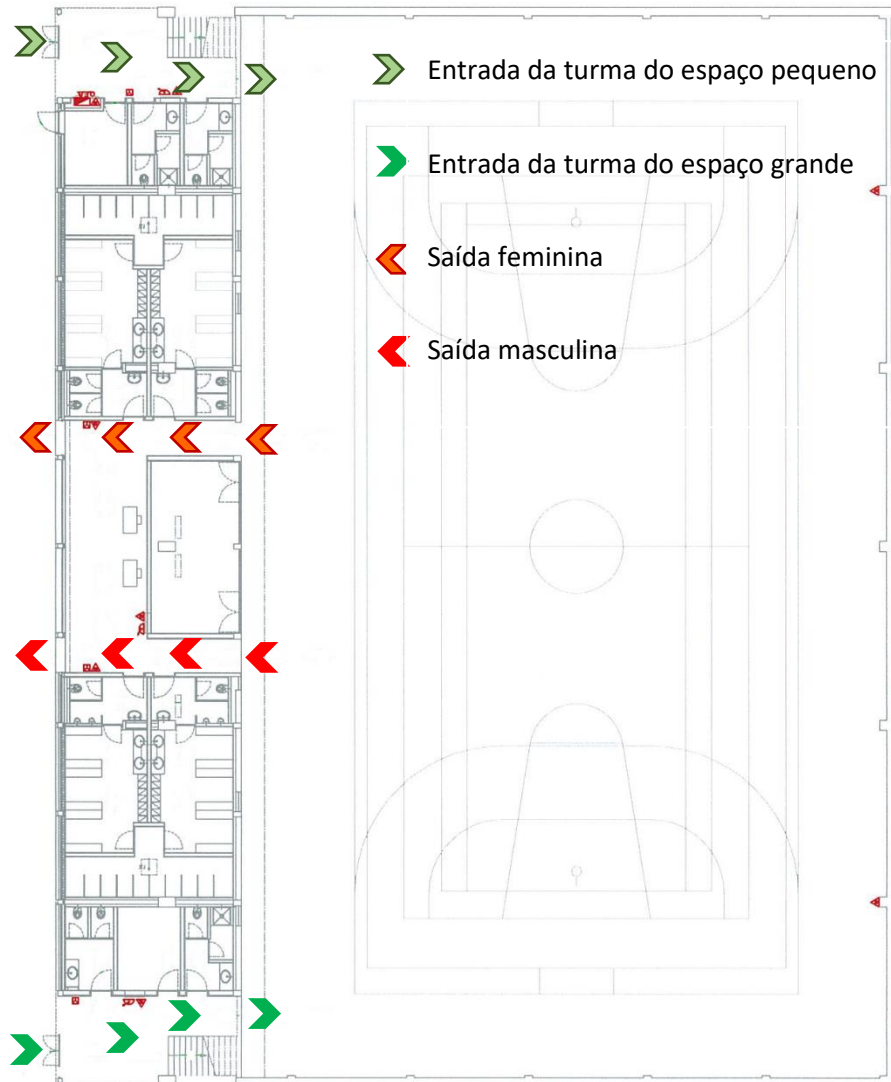 Entrada da turma do espaço pequeno
Entrada da turma do espaço grande
Saída feminina
Saída masculina